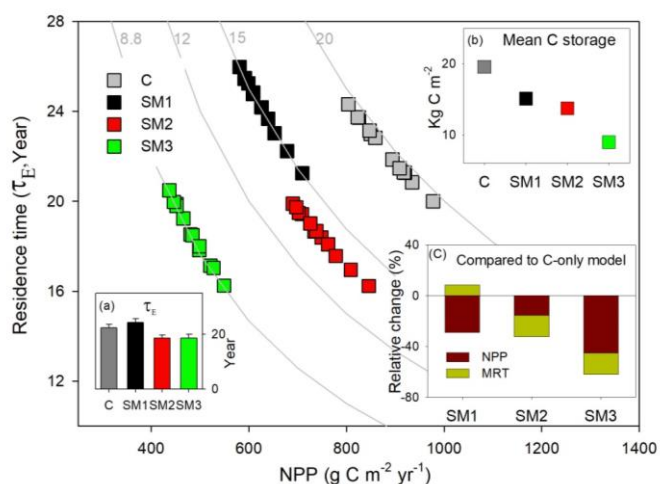 28
8.8
12
15
20
C
SM1
SM2
SM3
24
20
16
12
Residence time (τE,Year)
(b) Mean C storage
20
10
Kg C m-2
C SM1 SM2 SM3
(C) Compared to C-only model
40
0
-40
-80
Relative change (%)
NPP
MRT
SM1 SM2 SM3
(a) τE
20
0
Year
C SM1 SM2 SM3
400 600 800 1000 1200 1400
NPP (g C m-2 yr-1)